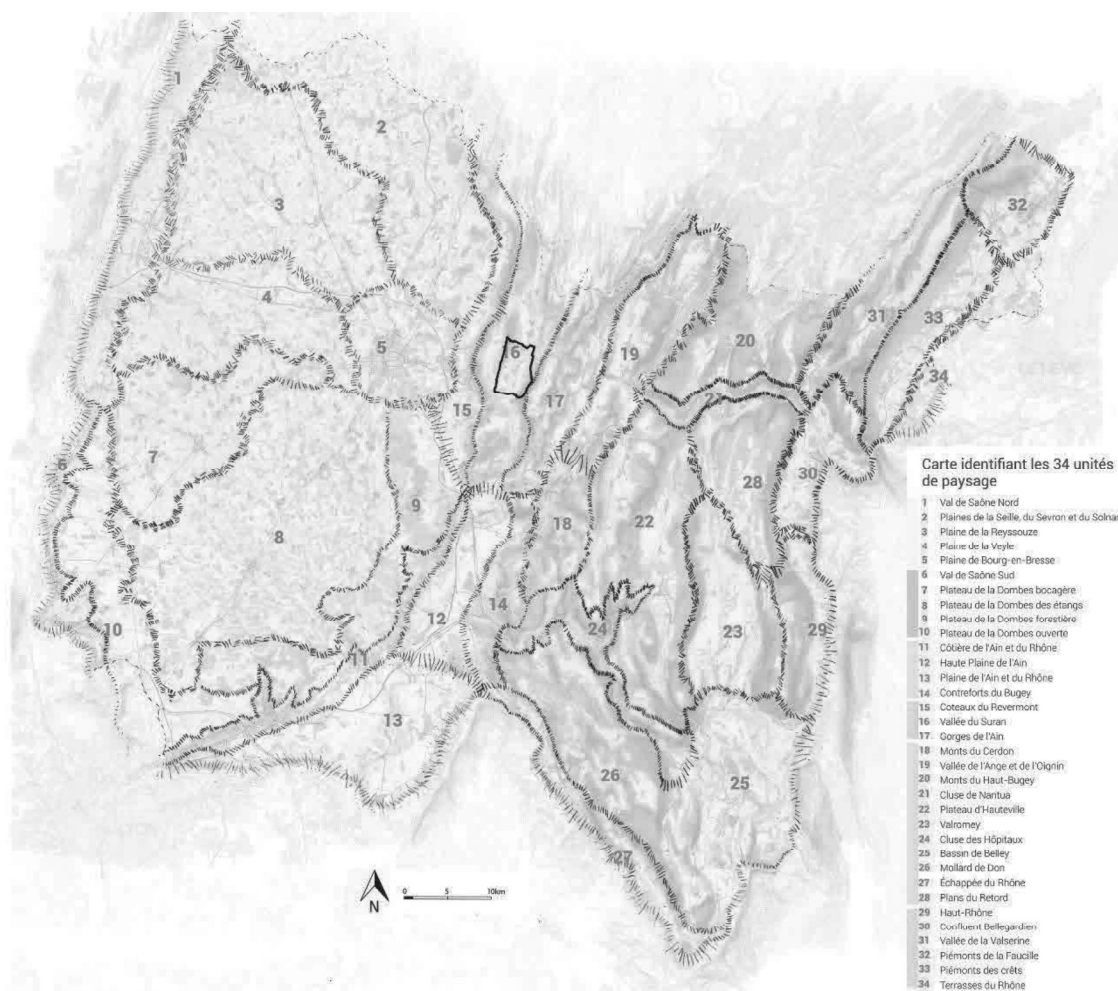 1
2
3
32
4
31
33
20
5
19
16
34
17
21
15
7
6
30
28
9
18
22
8
14
12
24
10
23
29
11
13
26
25
27
N
0 5 10km
Carte identifiant les 34 unités
de paysage
1 Val de Saône Nord
2 Plaines de la Seille, du Sevron et du Solnan
3 Plaine de la Reyssouze
4 Plaine de la Veyle
5 Plaine de Bourg-en-Bresse
6 Val de Saône Sud
7 Plateau de la Dombes bocagère
8 Plateau de la Dombes des étangs
9 Plateau de la Dombes forestière
10 Plateau de la Dombes ouverte
11 Côtière de l'Ain et du Rhône
12 Haute Plaine de l'Ain
13 Plaine de l'Ain et du Rhône
14 Contreforts du Bugey
15 Coteaux du Revermont
16 Vallée du Suran
17 Gorges de l'Ain
18 Monts du Cerdon
19 Vallée de l'Ange et de l'Oignin
20 Monts du Haut-Bugey
21 Cluse de Nantua
22 Plateau d'Hauteville
23 Valromey
24 Cluse des Hôpitaux
25 Bassin de Belley
26 Mollard de Don
27 Échappée du Rhône
28 Plans du Retord
29 Haut-Rhône
30 Confluent Bellegardien
31 Vallée de la Valserine
32 Piémonts de la Faucille
33 Piémonts des crêts
34 Terrasses du Rhône